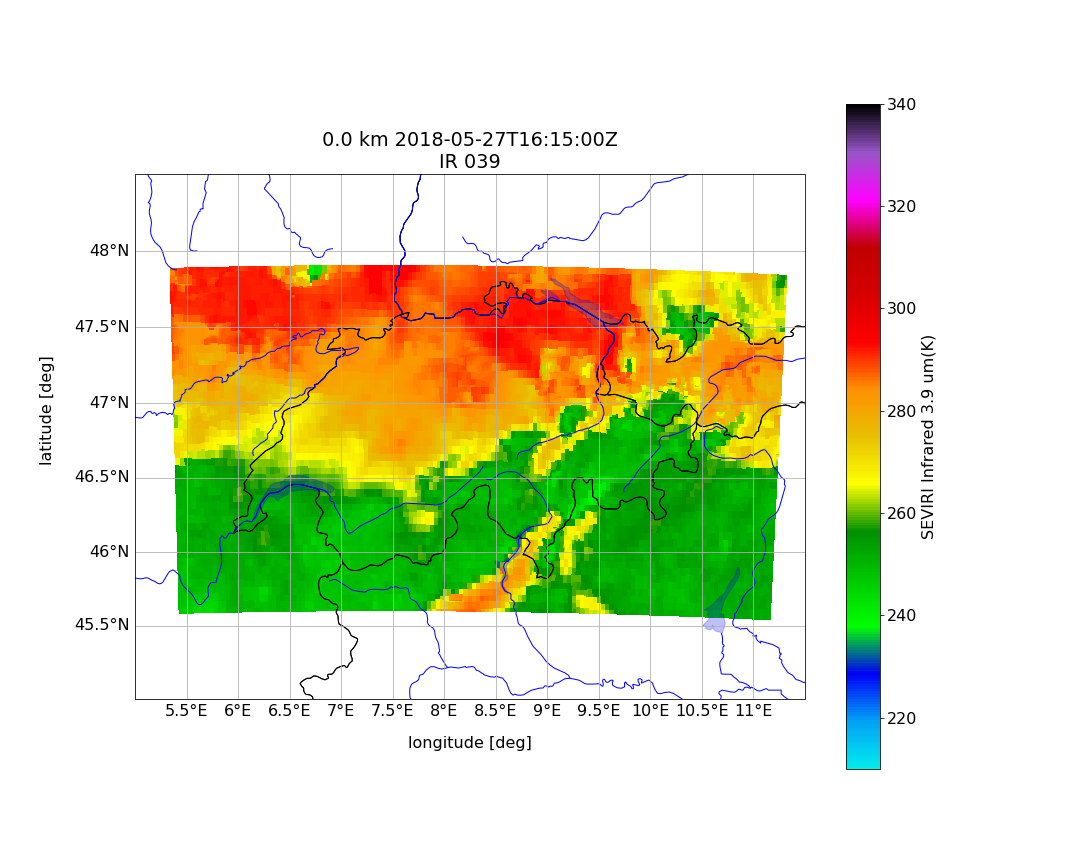 0.0 km 2018-05-27T16:15:00Z
IR 039
48°N
47.5°N
47°N
46.5°N
46°N
45.5°N
latitude [deg]
5.5°E 6°E 6.5°E 7°E 7.5°E 8°E 8.5°E 9°E 9.5°E 10°E 10.5°E 11°E
longitude [deg]
340
320
300
280
260
240
220
SEVIRI Infrared 3.9 um(K)